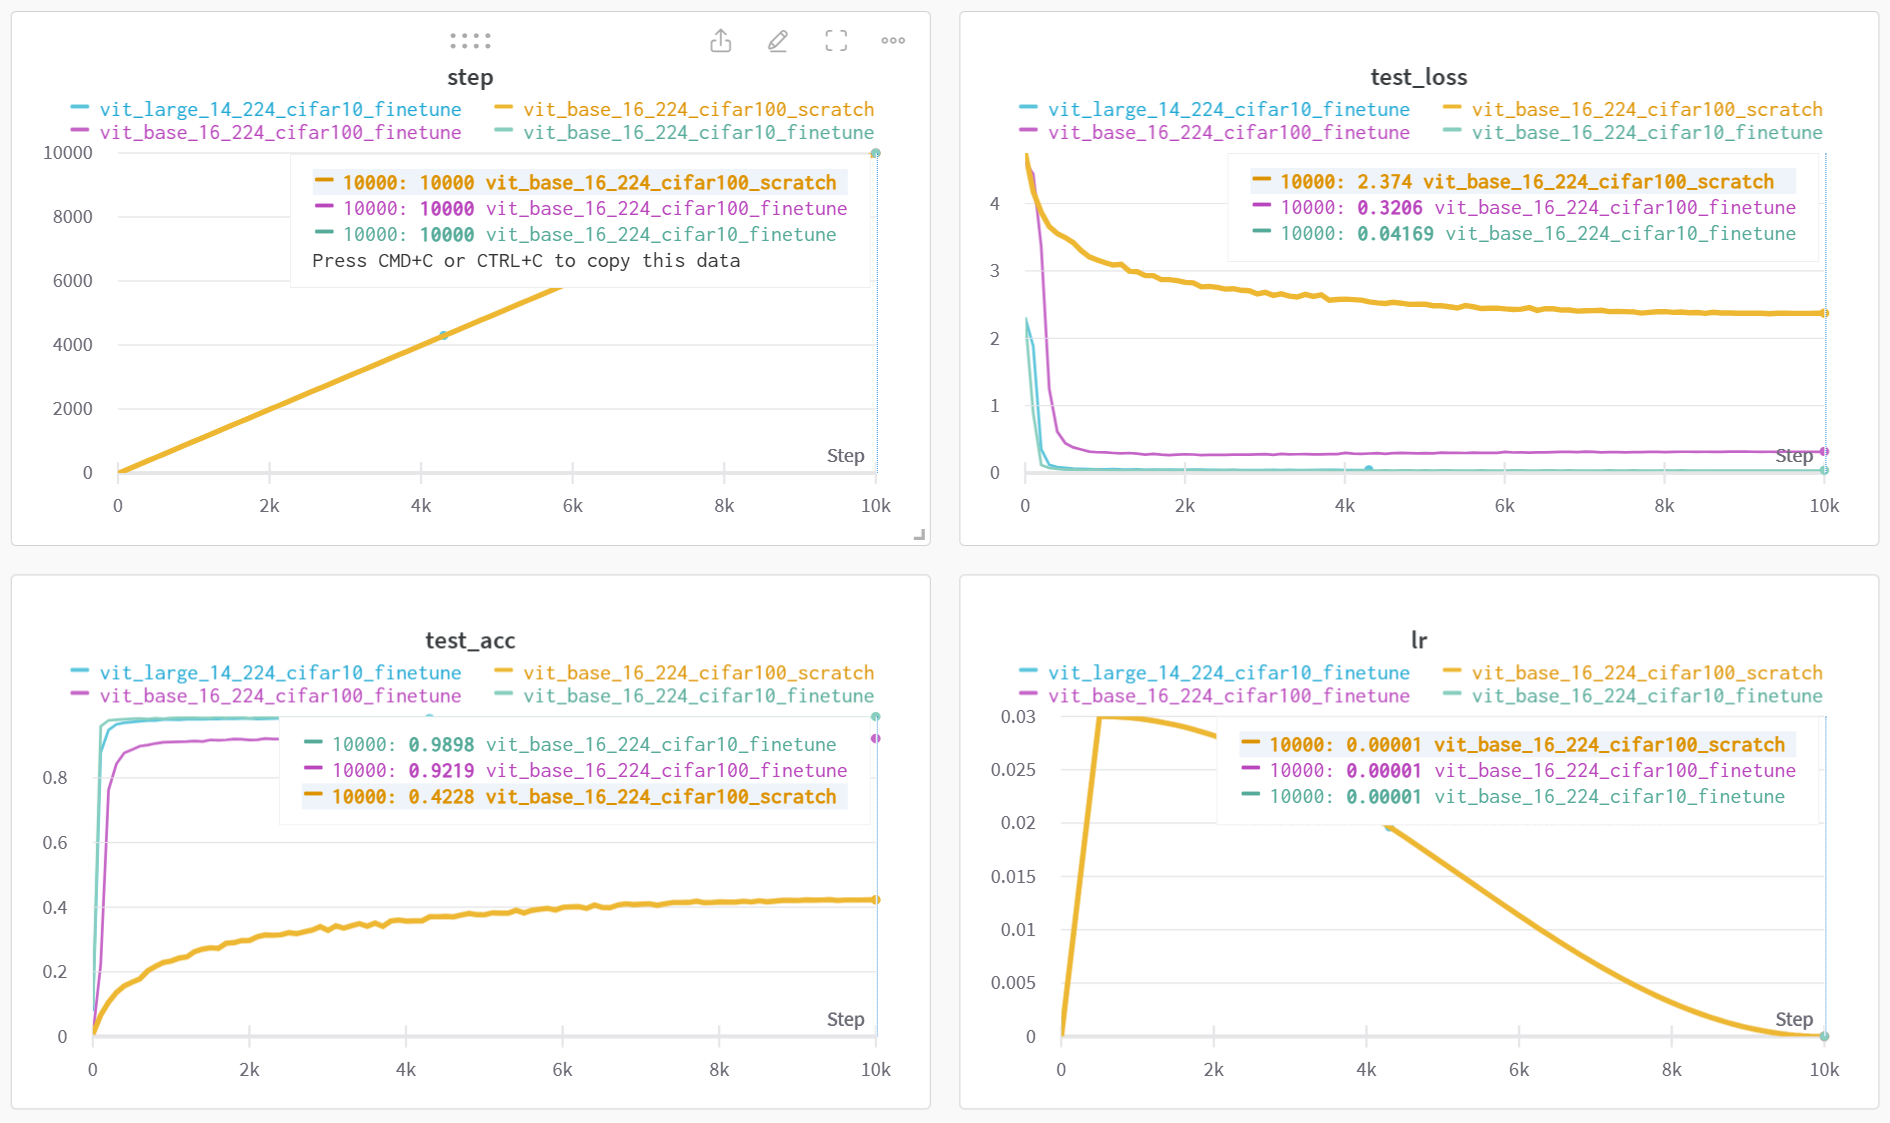 step
vit_large_14_224_cifar10_finetune vit_base_16_224_cifar100_scratch
vit_base_16_224_cifar100_finetune vit_base_16_224_cifar10_finetune
10000
8000
6000
4000
2000
0
10000: 10000 vit_base_16_224_cifar100_scratch
10000: 10000 vit_base_16_224_cifar100_finetune
10000: 10000 vit_base_16_224_cifar10_finetune
Press CMD+C or CTRL+C to copy this data
Step
0 2k 4k 6k 8k 10k
test_loss
vit_large_14_224_cifar10_finetune vit_base_16_224_cifar100_scratch
vit_base_16_224_cifar100_finetune vit_base_16_224_cifar10_finetune
10000: 2.374 vit_base_16_224_cifar100_scratch
10000: 0.3206 vit_base_16_224_cifar100_finetune
10000: 0.04169 vit_base_16_224_cifar10_finetune
4
3
2
1
0
Step
0 2k 4k 6k 8k 10k
test_acc
vit_large_14_224_cifar10_finetune vit_base_16_224_cifar100_scratch
vit_base_16_224_cifar100_finetune vit_base_16_224_cifar10_finetune
10000: 0.9898 vit_base_16_224_cifar10_finetune
10000: 0.9219 vit_base_16_224_cifar100_finetune
10000: 0.4228 vit_base_16_224_cifar100_scratch
0.8
0.6
0.4
0.2
0
Step
0 2k 4k 6k 8k 10k
lr
vit_large_14_224_cifar10_finetune vit_base_16_224_cifar100_scratch
vit_base_16_224_cifar100_finetune vit_base_16_224_cifar10_finetune
0.03
0.025
0.02
0.015
0.01
0.005
0
10000: 0.00001 vit_base_16_224_cifar100_scratch
10000: 0.00001 vit_base_16_224_cifar100_finetune
10000: 0.00001 vit_base_16_224_cifar10_finetune
Step
0 2k 4k 6k 8k 10k